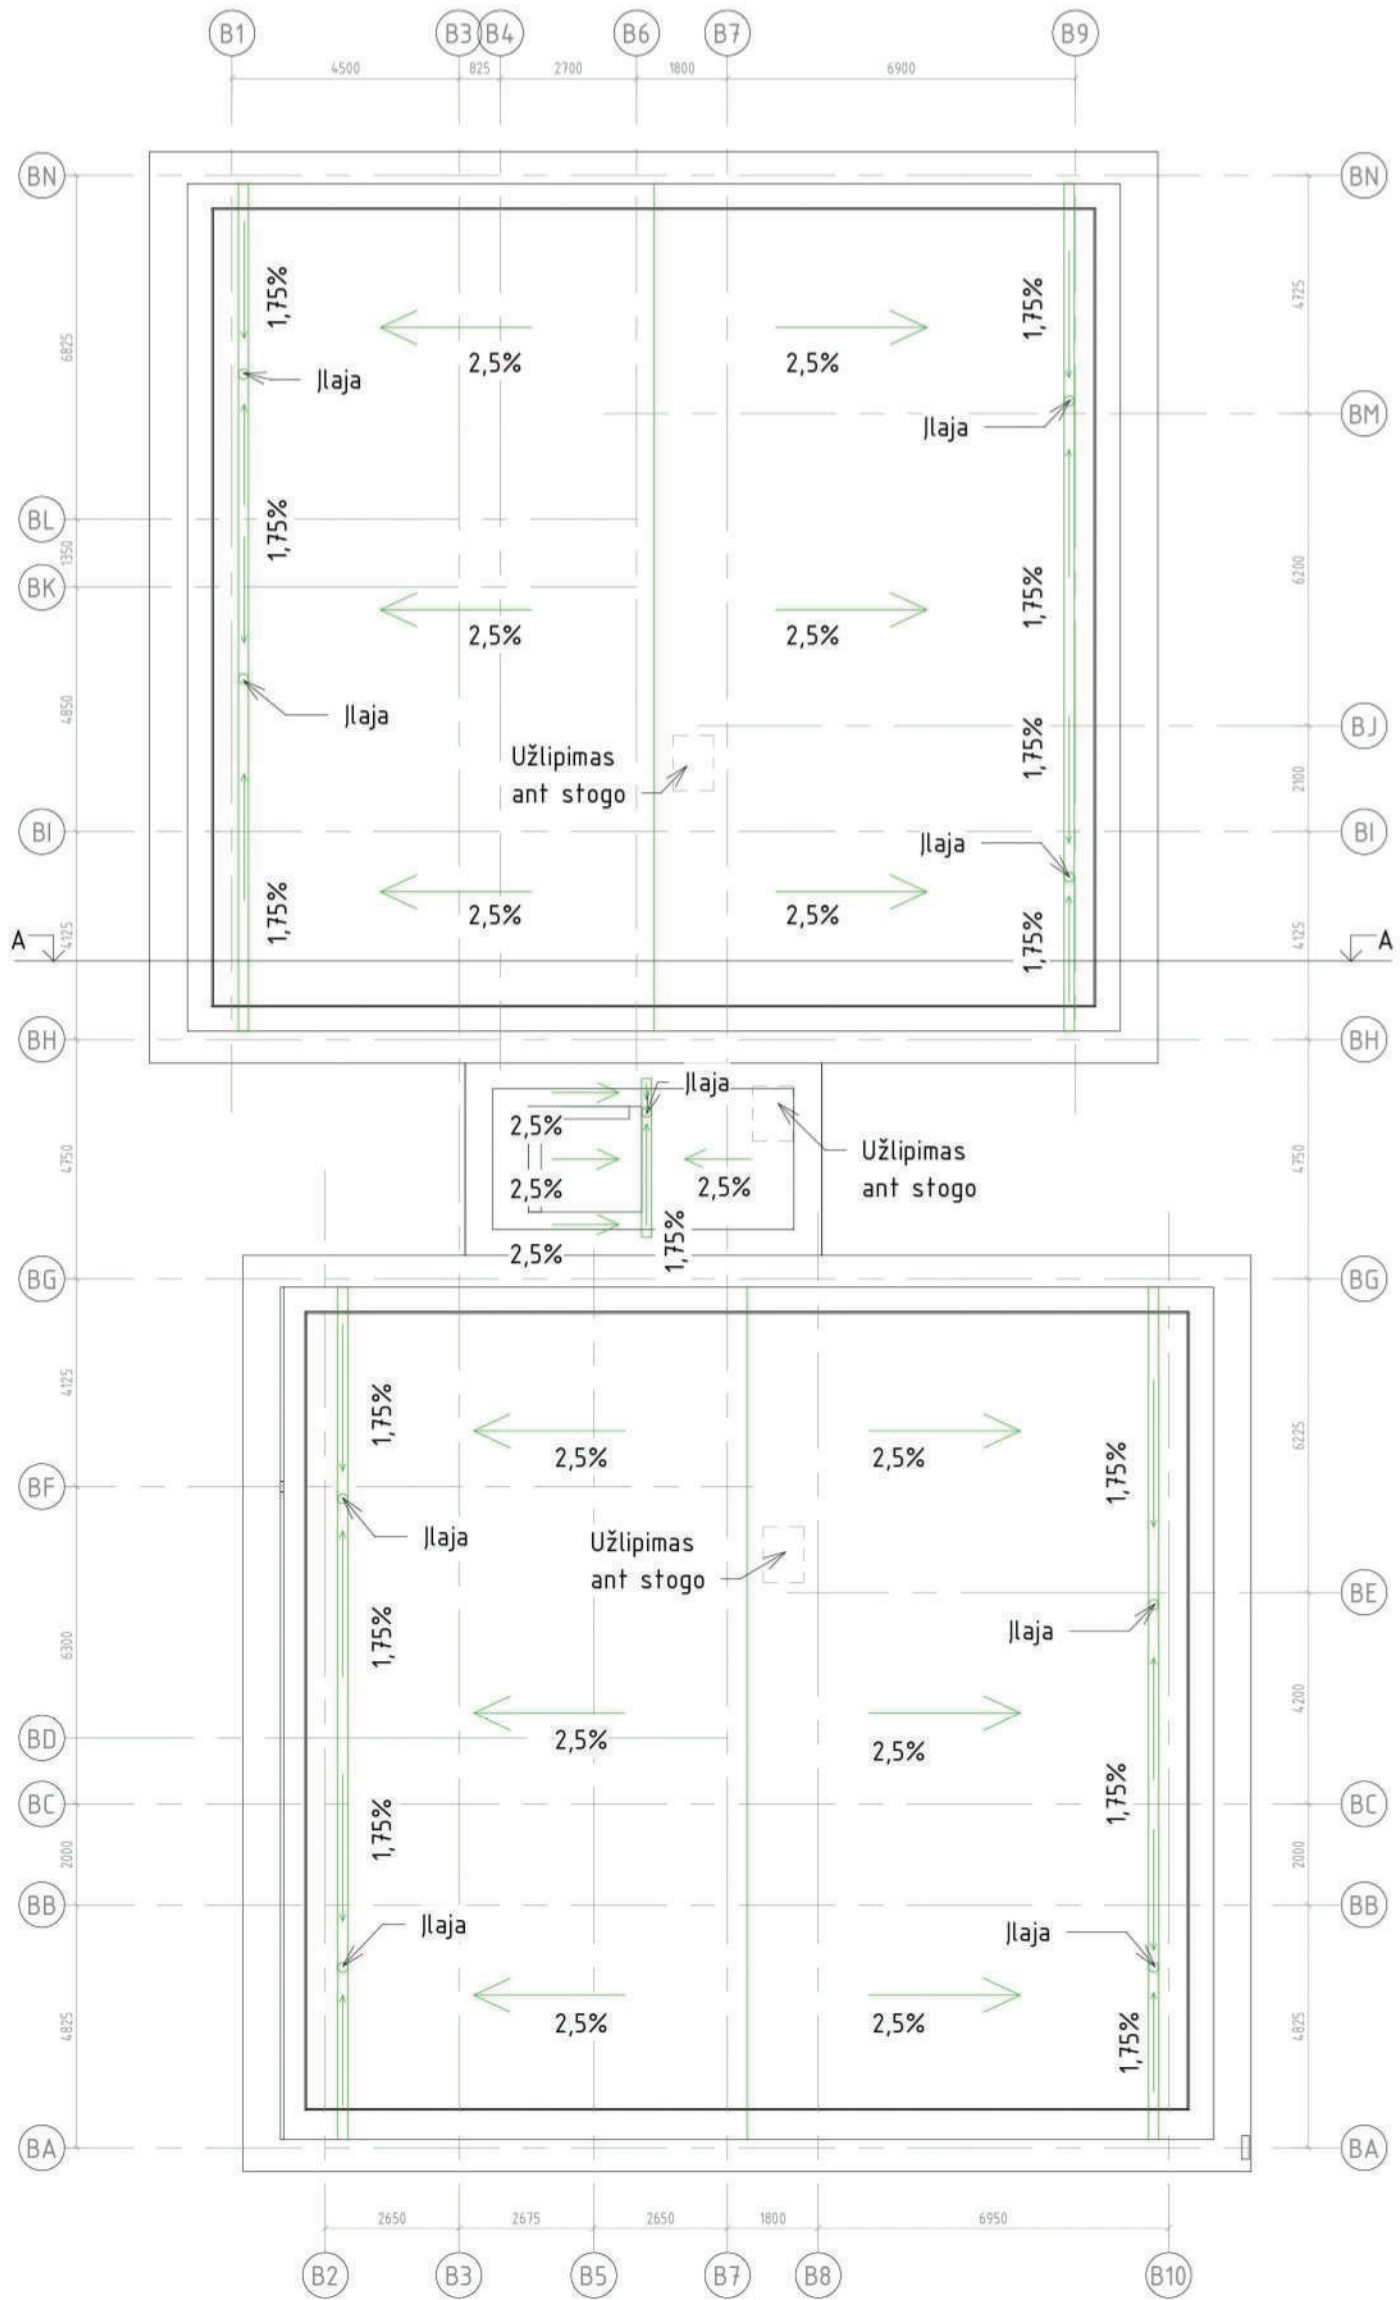 B1 B3 B4 B6 B7 B9
4500 825 2700 1800 6900
BN BN
1,75% 1,75%
6825 4725
2,5% 2,5%
Įlaja
BM
Įlaja
BL
1,75%
1350 6200
BK
1,75%
2,5% 2,5%
4850
Įlaja
BJ
1,75%
Užlipimas
ant stogo
2100
BI BI
Įlaja
1,75%
2,5% 2,5%
4125 4125
A A
1,75%
BH BH
Įlaja
2,5%
Užlipimas
ant stogo
4750 4750
2,5% 2,5%
1,75%
2,5%
BG BG
4125 6225
1,75%
2,5% 2,5%
1,75%
BF
Įlaja
Užlipimas
ant stogo
BE
Įlaja
1,75%
6300
4200
BD
2,5% 2,5%
1,75%
BC BC
1,75%
2000 2000
BB BB
Įlaja Įlaja
2,5% 2,5%
4825 4825
1,75%
BA BA
2650 2675 2650 1800 6950
B2 B3 B5 B7 B8 B10